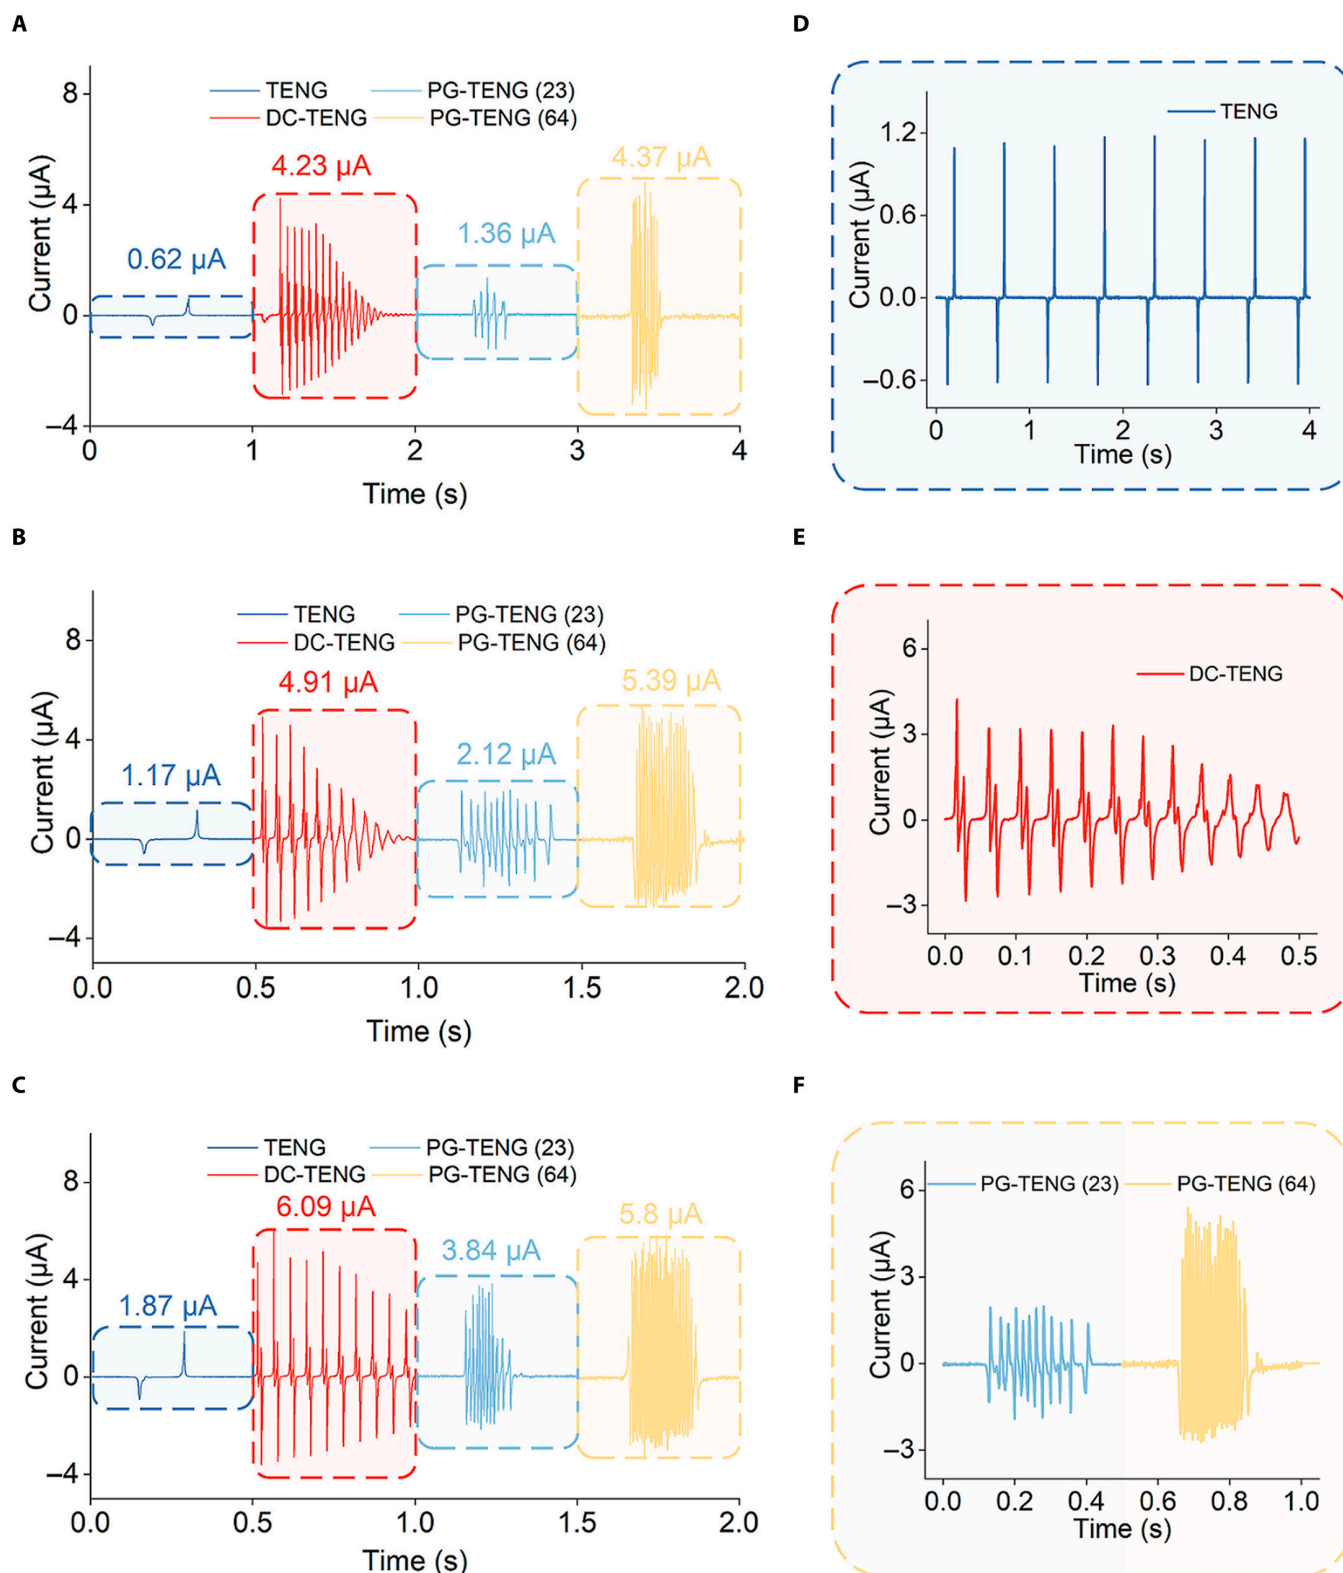 A
TENG PG-TENG (23)
DC-TENG PG-TENG (64)
0.62 µA
4.23 µA
1.36 µA
4.37 µA
Current (µA)
8
4
0
–4
0 1 2 3 4
Time (s)
D
TENG
Current (µA)
1.2
0.6
0.0
–0.6
0 1 2 3 4
Time (s)
B
TENG PG-TENG (23)
DC-TENG PG-TENG (64)
1.17 µA
4.91 µA
2.12 µA
5.39 µA
Current (µA)
8
4
0
–4
0.0 0.5 1.0 1.5 2.0
Time (s)
E
DC-TENG
Current (µA)
6
3
0
–3
0.0 0.1 0.2 0.3 0.4 0.5
Time (s)
C
TENG PG-TENG (23)
DC-TENG PG-TENG (64)
1.87 µA
6.09 µA
3.84 µA
5.8 µA
Current (µA)
8
4
0
–4
0.0 0.5 1.0 1.5 2.0
Time (s)
F
PG-TENG (23) PG-TENG (64)
Current (µA)
6
3
0
–3
0.0 0.2 0.4 0.6 0.8 1.0
Time (s)